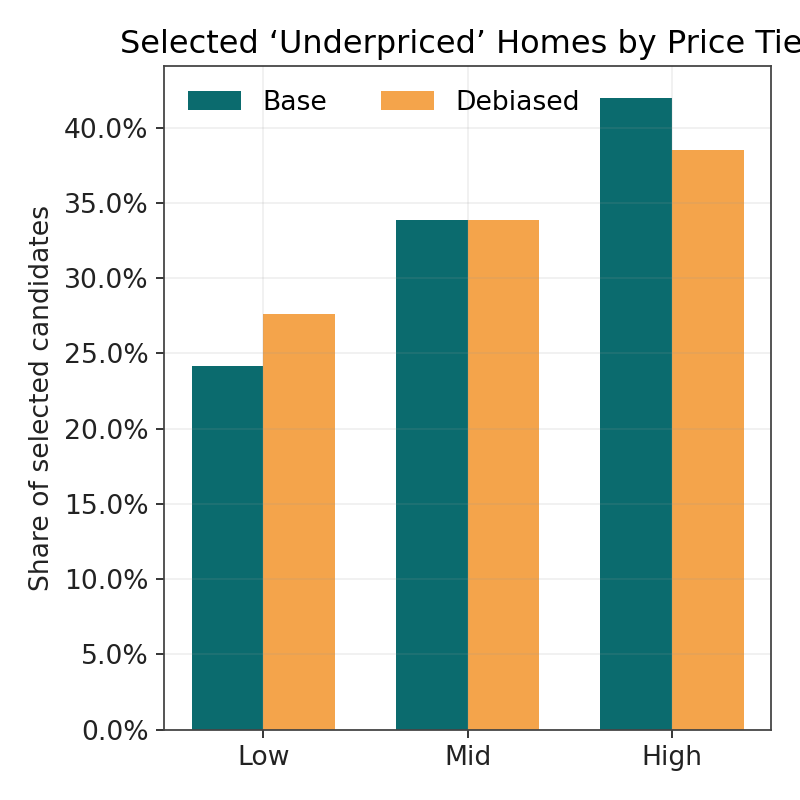 Selected ‘Underpriced’ Homes by Price Tie
Base
Debiased
Share of selected candidates
40.0%
35.0%
30.0%
25.0%
20.0%
15.0%
10.0%
5.0%
0.0%
Low
Mid
High